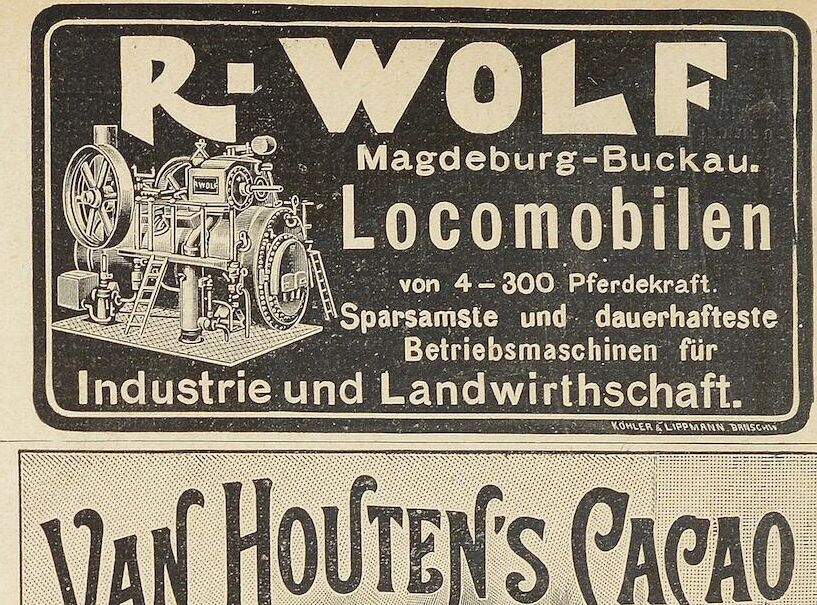 R. WOLF
Magdeburg-Buckau.
WOLF
Locomobilen
von 4-300 Pferdekraft.
Sparsamste und dauerhafteste
Betriebsmaschinen für
Industrie und Landwirthschaft.
KÖHLER & LIPPMANN BRNSCHW
VAN HOUTEN'S CACAO